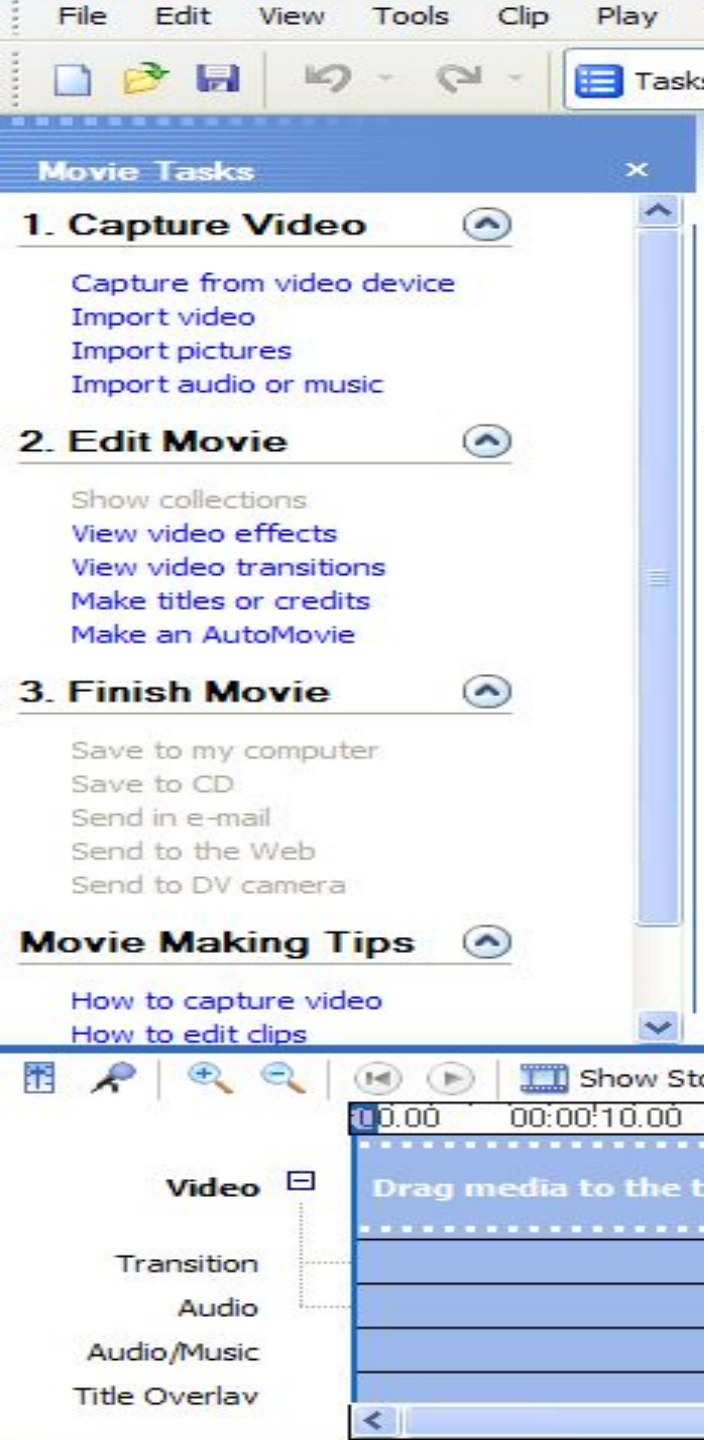 File Edit View Tools Clip Play
Tasks
Movie Tasks
1. Capture Video
Capture from video device
Import video
Import pictures
Import audio or music
2. Edit Movie
Show collections
View video effects
View video transitions
Make titles or credits
Make an AutoMovie
3. Finish Movie
Save to my computer
Save to CD
Send in e-mail
Send to the Web
Send to DV camera
Movie Making Tips
How to capture video
How to edit clips
Show Sto
0.00 00:00:10.00
Video Drag media to the t
Transition
Audio
Audio/Music
Title Overlay